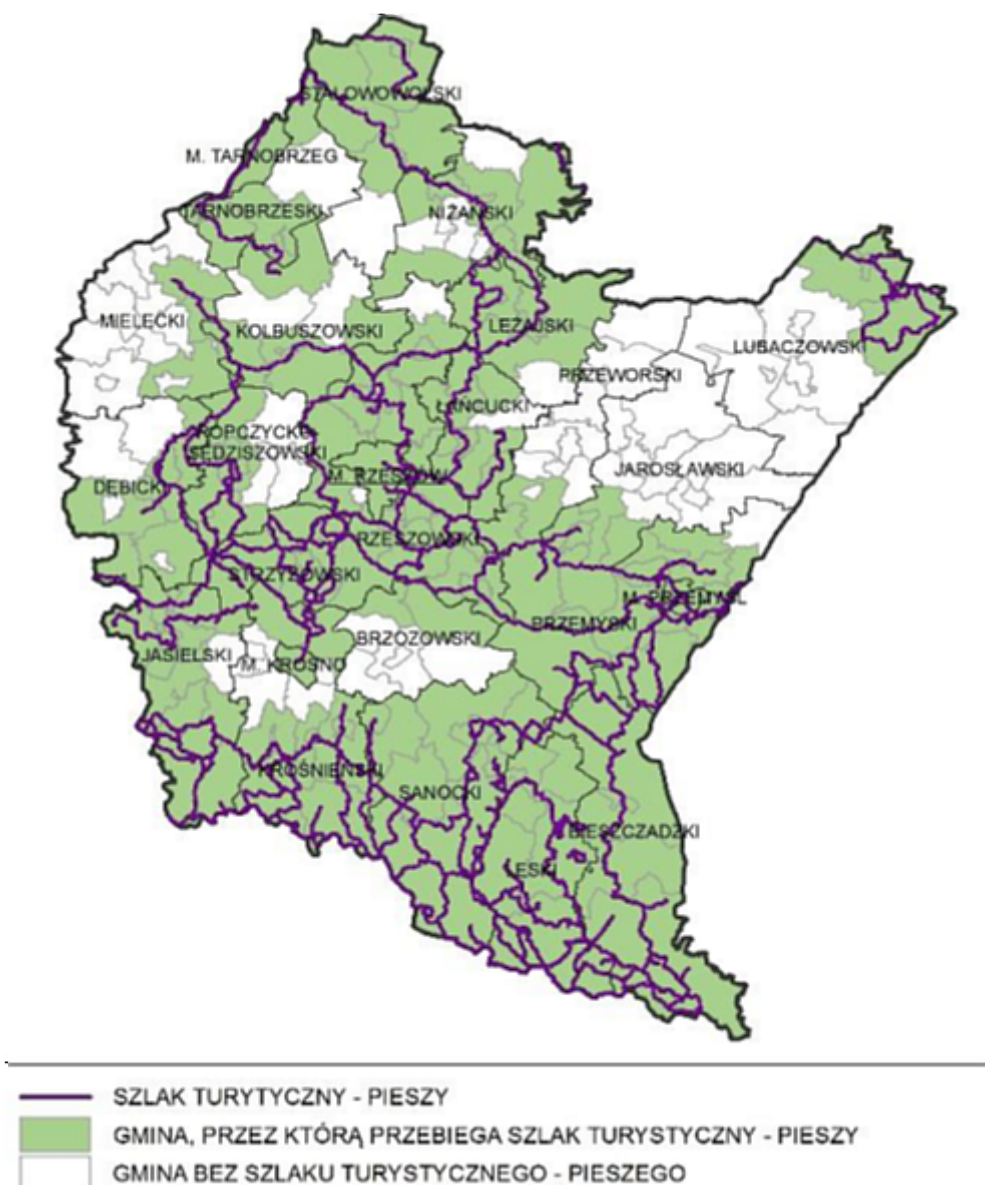 STALOWOWOLSKI
M. TARNOBRZEG
TARNOBRZESKI
NIŻAŃSKI
MIELECKI
KOLBUSZOWSKI
LEŻAJSKI
LUBACZOWSKI
PRZEWORSKI
ŁAŃCUCKI
ROPCZYCKO
SĘDZISZOWSKI
JAROSŁAWSKI
M. RZESZÓW
DĘBICKI
RZESZOWSKI
STRZYŻOWSKI
M. PRZEMYŚL
PRZEMYSKI
BRZOZOWSKI
JASIELSKI
M. KROSNO
KROŚNIEŃSKI
SANOCKI
BIESZCZADZKI
LESKI
SZLAK TURYTYCZNY - PIESZY
GMINA, PRZEZ KTÓRĄ PRZEBIEGA SZLAK TURYSTYCZNY - PIESZY
GMINA BEZ SZLAKU TURYSTYCZNEGO - PIESZEGO